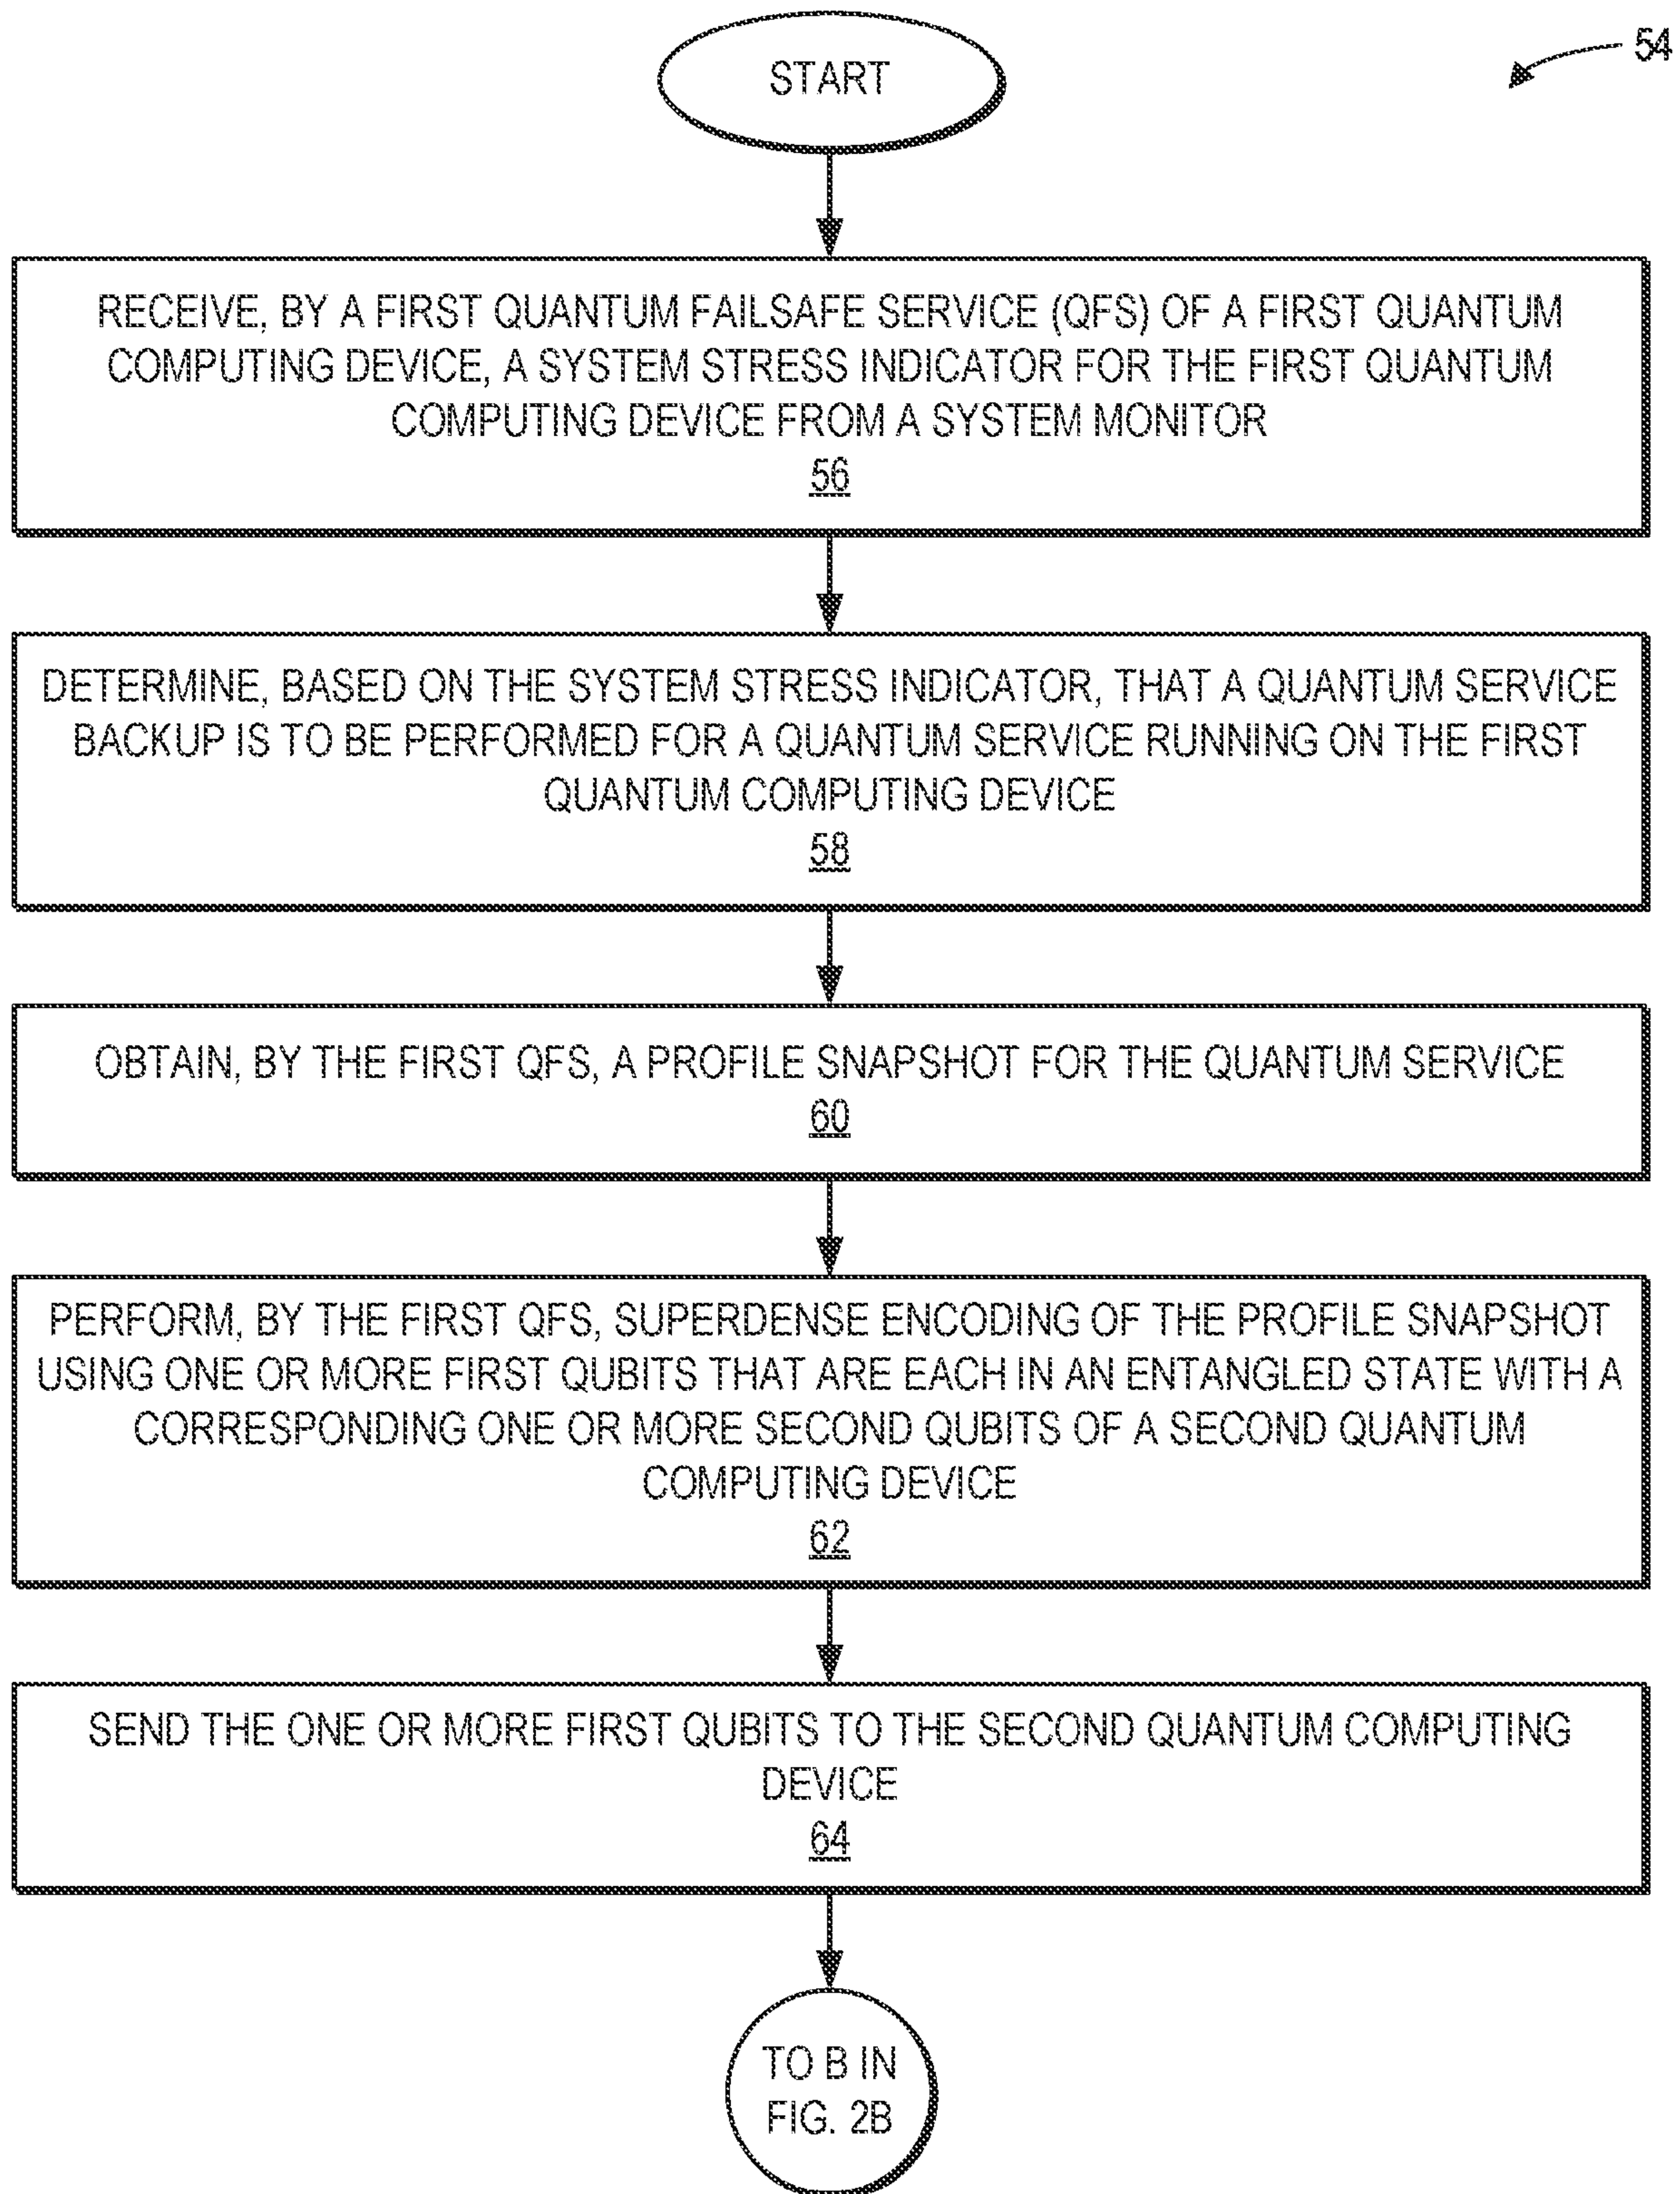 START
54
RECEIVE, BY A FIRST QUANTUM FAILSAFE SERVICE (QFS) OF A FIRST QUANTUM
COMPUTING DEVICE, A SYSTEM STRESS INDICATOR FOR THE FIRST QUANTUM
COMPUTING DEVICE FROM A SYSTEM MONITOR
56
DETERMINE, BASED ON THE SYSTEM STRESS INDICATOR, THAT A QUANTUM SERVICE
BACKUP IS TO BE PERFORMED FOR A QUANTUM SERVICE RUNNING ON THE FIRST
QUANTUM COMPUTING DEVICE
58
OBTAIN, BY THE FIRST QFS, A PROFILE SNAPSHOT FOR THE QUANTUM SERVICE
60
PERFORM, BY THE FIRST QFS, SUPERDENSE ENCODING OF THE PROFILE SNAPSHOT
USING ONE OR MORE FIRST QUBITS THAT ARE EACH IN AN ENTANGLED STATE WITH A
CORRESPONDING ONE OR MORE SECOND QUBITS OF A SECOND QUANTUM
COMPUTING DEVICE
62
SEND THE ONE OR MORE FIRST QUBITS TO THE SECOND QUANTUM COMPUTING
DEVICE
64
TO B IN
FIG. 2B